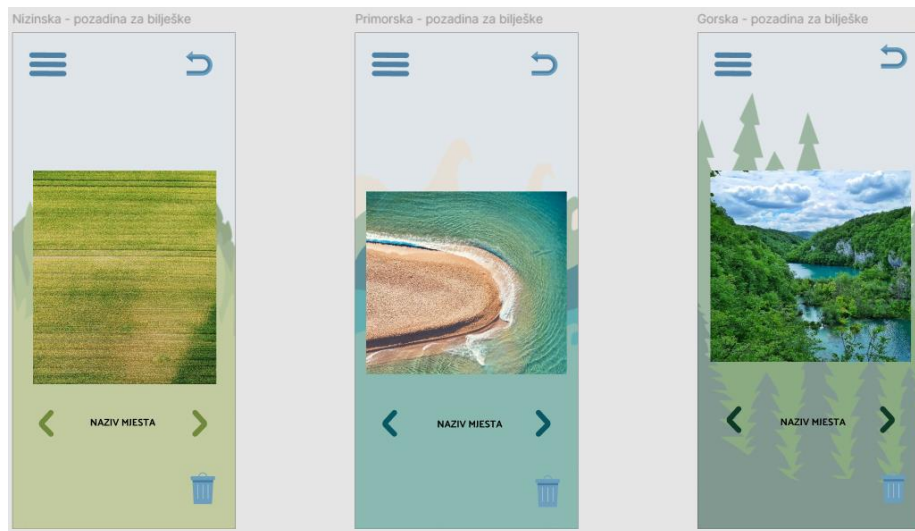 Nizinska - pozadina za bilješke
Primorska - pozadina za bilješke
Gorska - pozadina za bilješke
NAZIV MJESTA
NAZIV MJESTA
NAZIV MJESTA